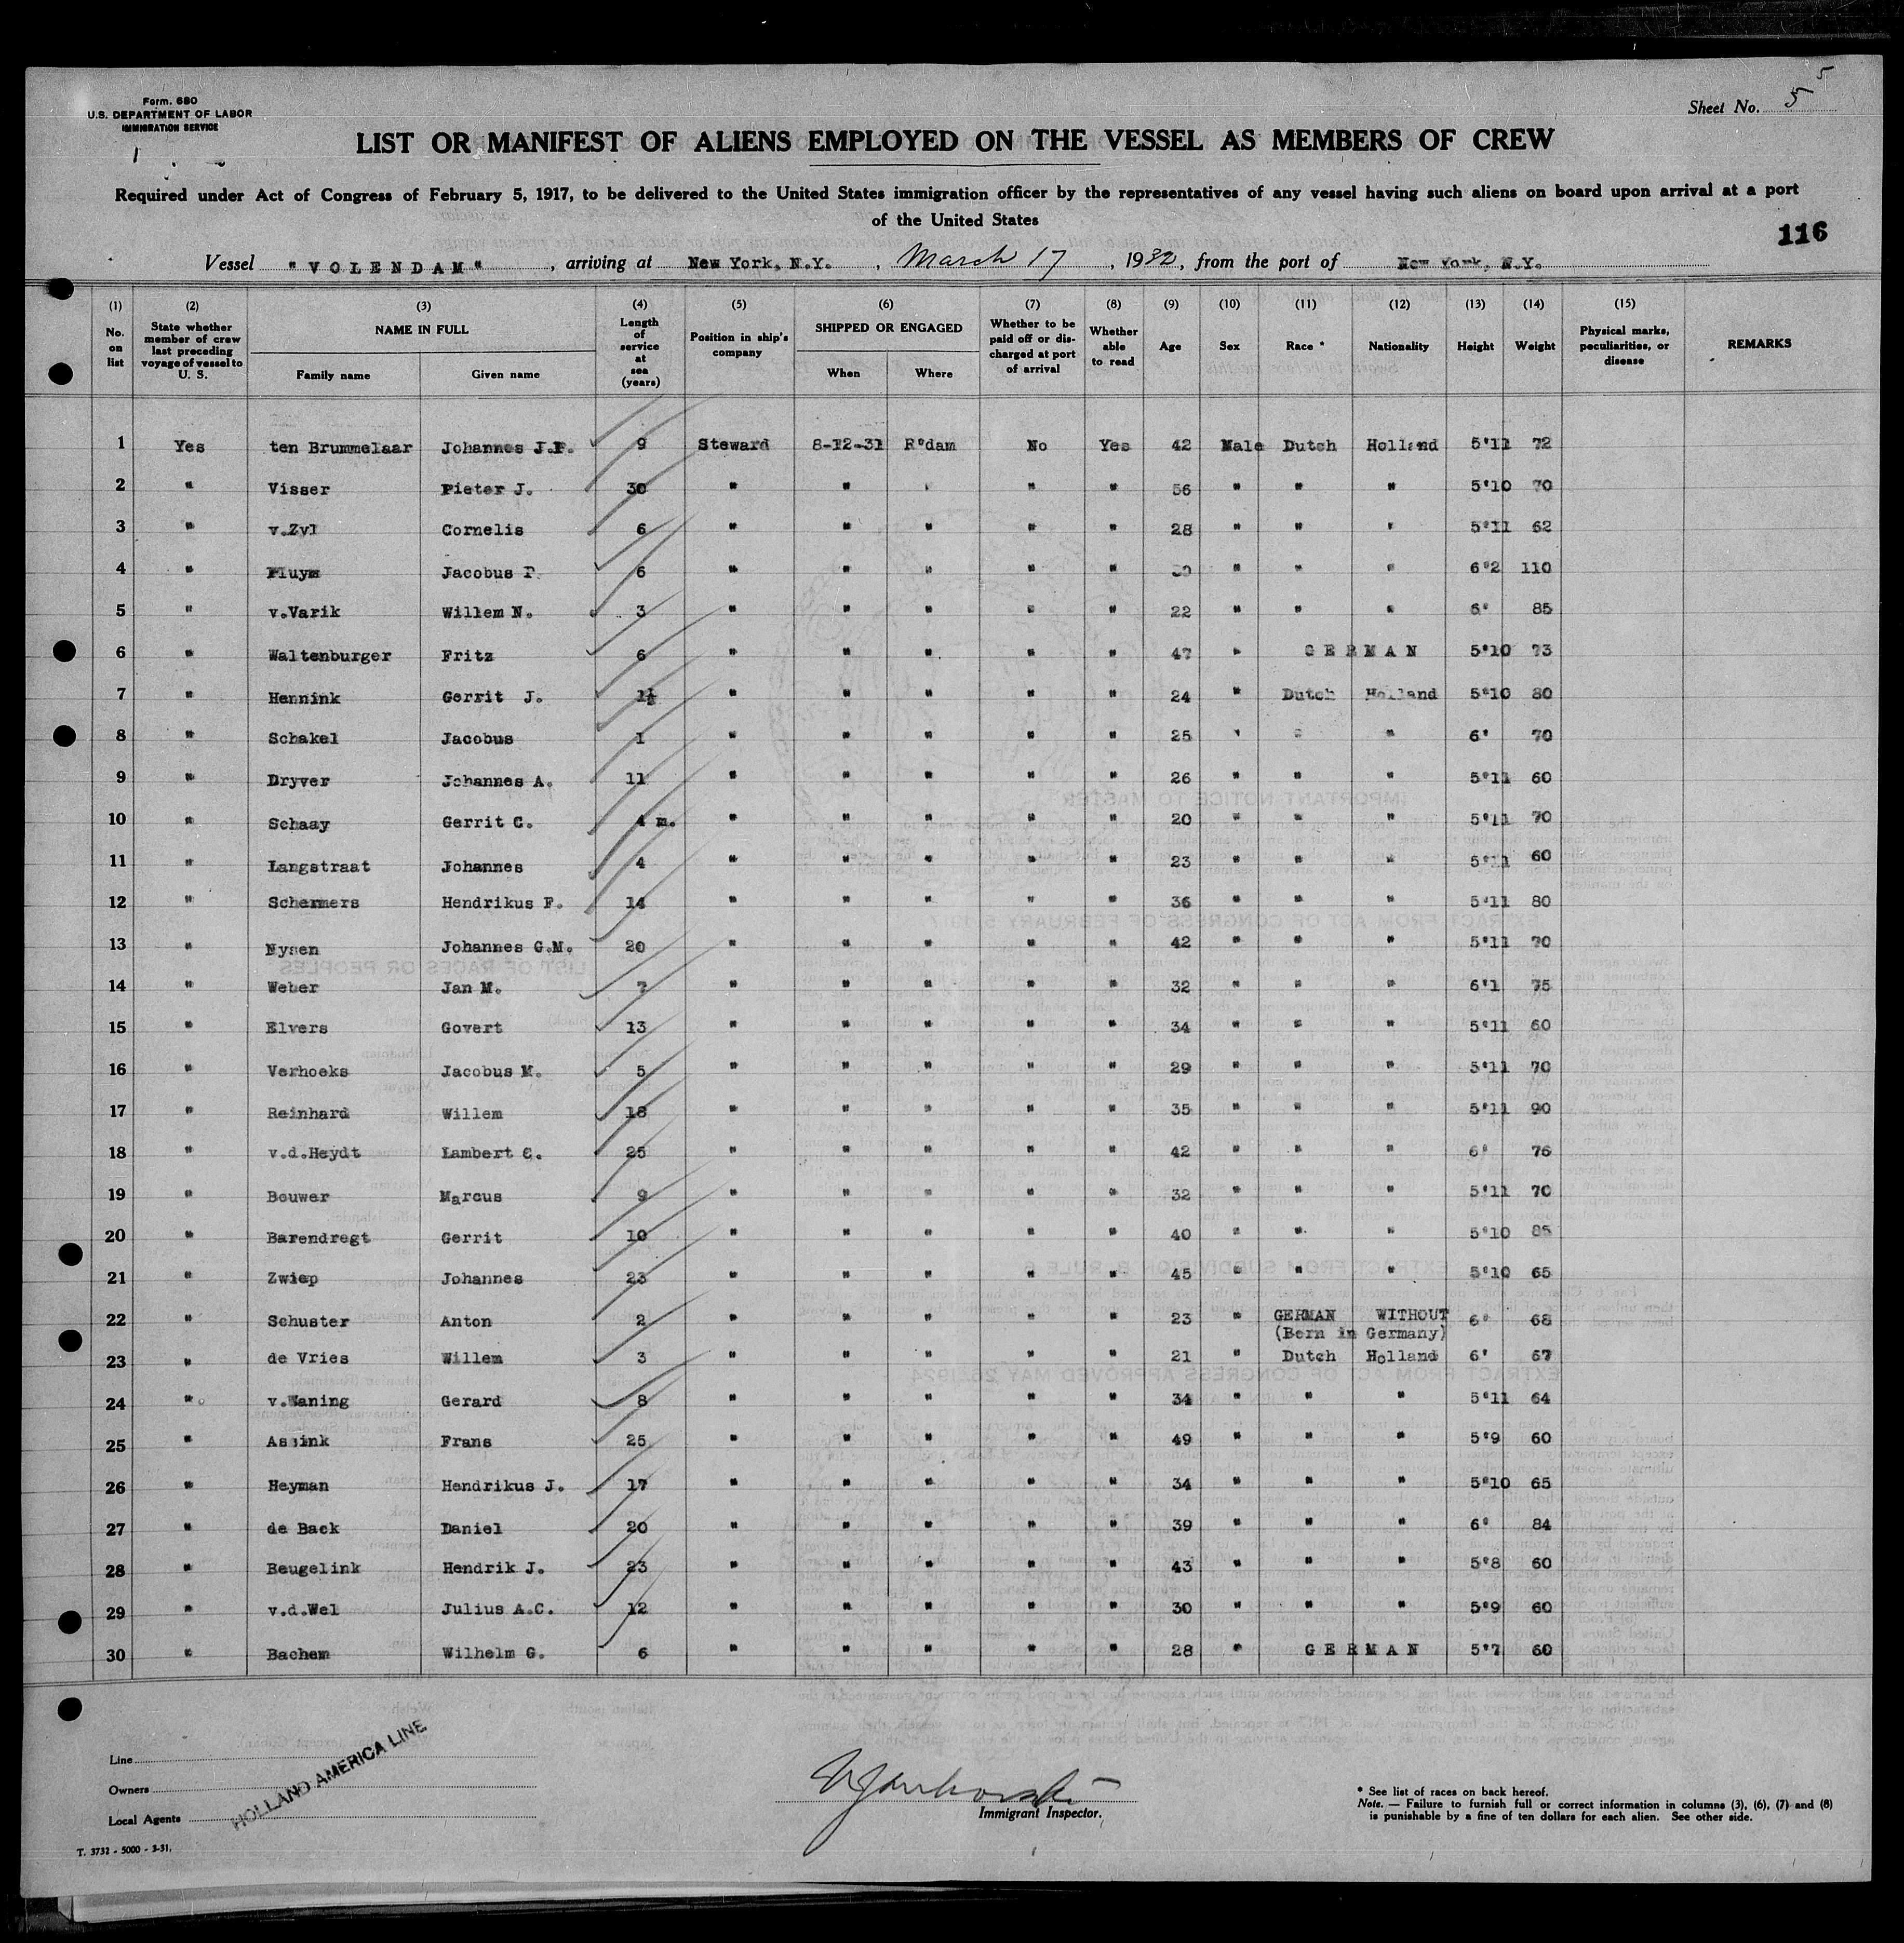 5
Form. 680
U.S. DEPARTMENT OF LABOR
IMMIGRATION SERVICE
Sheet No. 5
LIST OR MANIFEST OF ALIENS EMPLOYED ON THE VESSEL AS MEMBERS OF CREW
Required under Act of Congress of February 5, 1917, to be delivered to the United States immigration officer by the representatives of any vessel having such aliens on board upon arrival at a port
of the United States
116
Vessel "VOLENDAM", arriving at New York, N.Y., March 17, 1932, from the port of New York, N.Y.
(1) (2) (3) (4) (5) (6) (7) (8) (9) (10) (11) (12) (13) (14) (15)
No. on list | State whether member of crew last preceding voyage of vessel to U. S. | NAME IN FULL | Family name | Given name | Length of service at sea (years) | Position in ship's company | SHIPPED OR ENGAGED | When | Where | Whether to be paid off or discharged at port of arrival | Whether able to read | Age | Sex | Race * | Nationality | Height | Weight | Physical marks, peculiarities, or disease | REMARKS
1 Yes ten Brummelaar Johannes J.F. 9 Steward 8-12-31 R'dam No Yes 42 Male Dutch Holland 5'11 72
2 " Visser Pieter J. 30 " " " " " 56 " " " 5'10 70
3 " v.Zyl Cornelis 6 " " " " " 28 " " " 5'11 62
4 " Pluym Jacobus P. 6 " " " " " " " " 6'2 110
5 " v.Varik Willem N. 3 " " " " " 22 " " " 6' 85
6 " Waltenburger Fritz 6 " " " " " 47 " GERMAN 5'10 73
7 " Hennink Gerrit J. 1½ " " " " " 24 " Dutch Holland 5'10 80
8 " Schakel Jacobus 1 " " " " " 25 " " " 6' 70
9 " Dryver Johannes A. 11 " " " " " 26 " " " 5'11 60
10 " Schaay Gerrit C. 4 m. " " " " " 20 " " " 5'11 70
11 " Langstraat Johannes 4 " " " " " 23 " " " 5'11 60
12 " Schermers Hendrikus F. 14 " " " " " 36 " " " 5'11 80
13 " Nysen Johannes G.M. 20 " " " " " 42 " " " 5'11 70
14 " Weber Jan M. 7 " " " " " 32 " " " 6'1 75
15 " Elvers Govert 13 " " " " " 34 " " " 5'11 60
16 " Verhoeks Jacobus M. 5 " " " " " 29 " " " 5'11 70
17 " Reinhard Willem 18 " " " " " 35 " " " 5'11 90
18 " v.d.Heydt Lambert C. 25 " " " " " 42 " " " 6' 76
19 " Bouwer Marcus 9 " " " " " 32 " " " 5'11 70
20 " Barendregt Gerrit 10 " " " " " 40 " " " 5'10 85
21 " Zwiep Johannes 23 " " " " " 45 " " " 5'10 65
22 " Schuster Anton 2 " " " " " 23 " GERMAN WITHOUT 6' 68
(Born in Germany)
23 " de Vries Willem 3 " " " " " 21 " Dutch Holland 6' 67
24 " v.Waning Gerard 8 " " " " " 34 " " " 5'11 64
25 " Assink Frans 25 " " " " " 49 " " " 5'9 60
26 " Heyman Hendrikus J. 17 " " " " " 34 " " " 5'10 65
27 " de Back Daniel 20 " " " " " 39 " " " 6' 84
28 " Beugelink Hendrik J. 23 " " " " " 43 " " " 5'8 60
29 " v.d.Wel Julius A.C. 12 " " " " " 30 " " " 5'9 60
30 " Bachem Wilhelm G. 6 " " " " " 28 " GERMAN 5'7 60
Line
Owners
Local Agents
HOLLAND AMERICA LINE
T. 3732 - 5000 - 3-31.
Immigrant Inspector.
* See list of races on back hereof.
Note. — Failure to furnish full or correct information in columns (3), (6), (7) and (8)
is punishable by a fine of ten dollars for each alien. See other side.